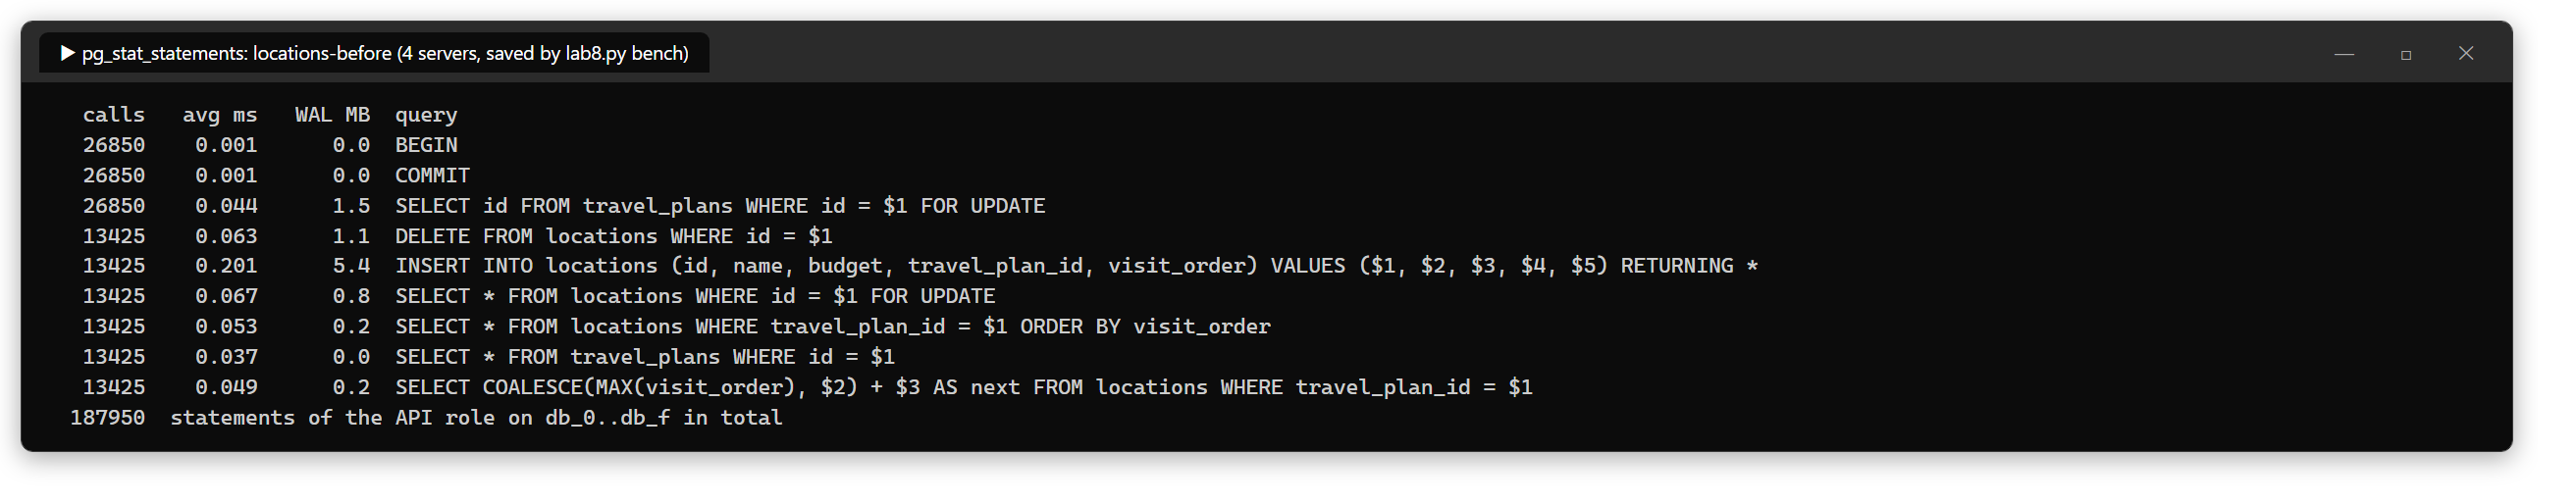 ▶ pg_stat_statements: locations-before (4 servers, saved by lab8.py bench)
calls avg ms WAL MB query
26850 0.001 0.0 BEGIN
26850 0.001 0.0 COMMIT
26850 0.044 1.5 SELECT id FROM travel_plans WHERE id = $1 FOR UPDATE
13425 0.063 1.1 DELETE FROM locations WHERE id = $1
13425 0.201 5.4 INSERT INTO locations (id, name, budget, travel_plan_id, visit_order) VALUES ($1, $2, $3, $4, $5) RETURNING *
13425 0.067 0.8 SELECT * FROM locations WHERE id = $1 FOR UPDATE
13425 0.053 0.2 SELECT * FROM locations WHERE travel_plan_id = $1 ORDER BY visit_order
13425 0.037 0.0 SELECT * FROM travel_plans WHERE id = $1
13425 0.049 0.2 SELECT COALESCE(MAX(visit_order), $2) + $3 AS next FROM locations WHERE travel_plan_id = $1
187950 statements of the API role on db_0..db_f in total